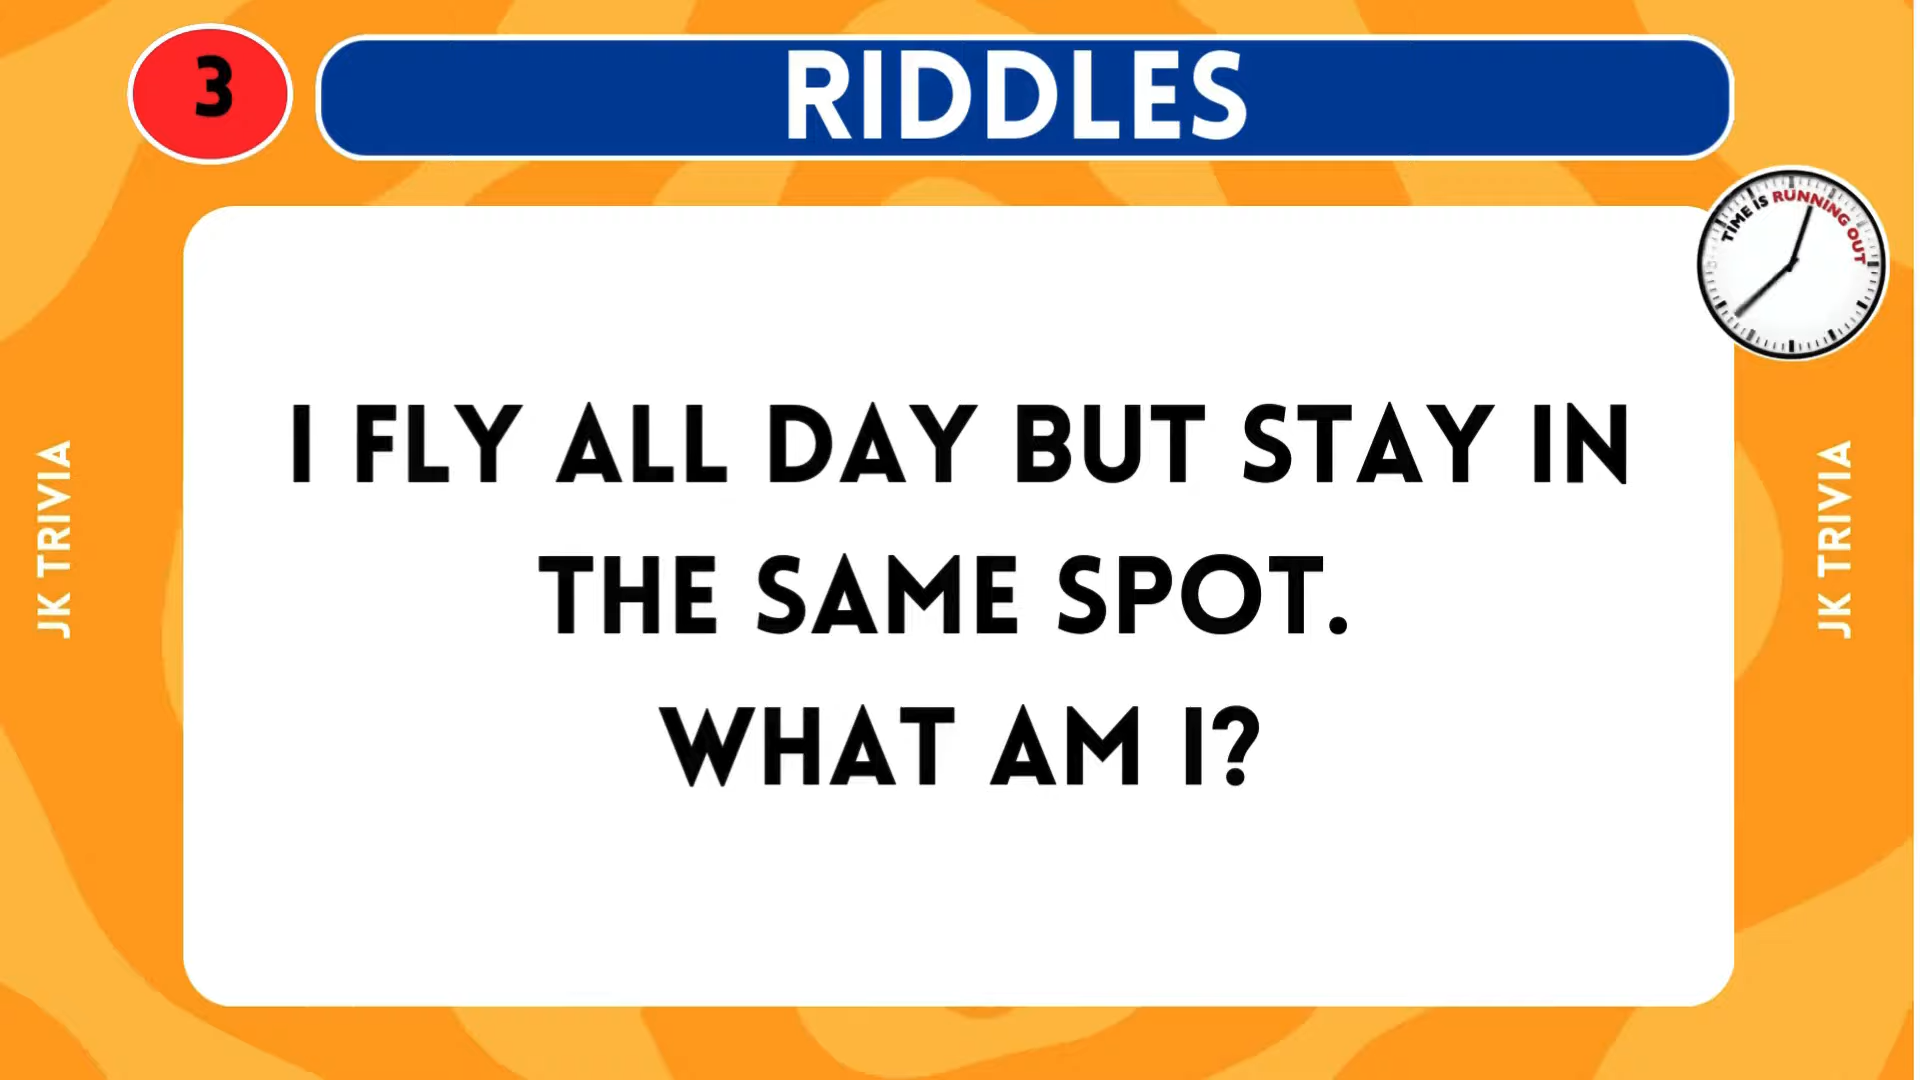 3
RIDDLES
TIME IS RUNNING OUT
I FLY ALL DAY BUT STAY IN
THE SAME SPOT.
WHAT AM I?
JK TRIVIA
JK TRIVIA